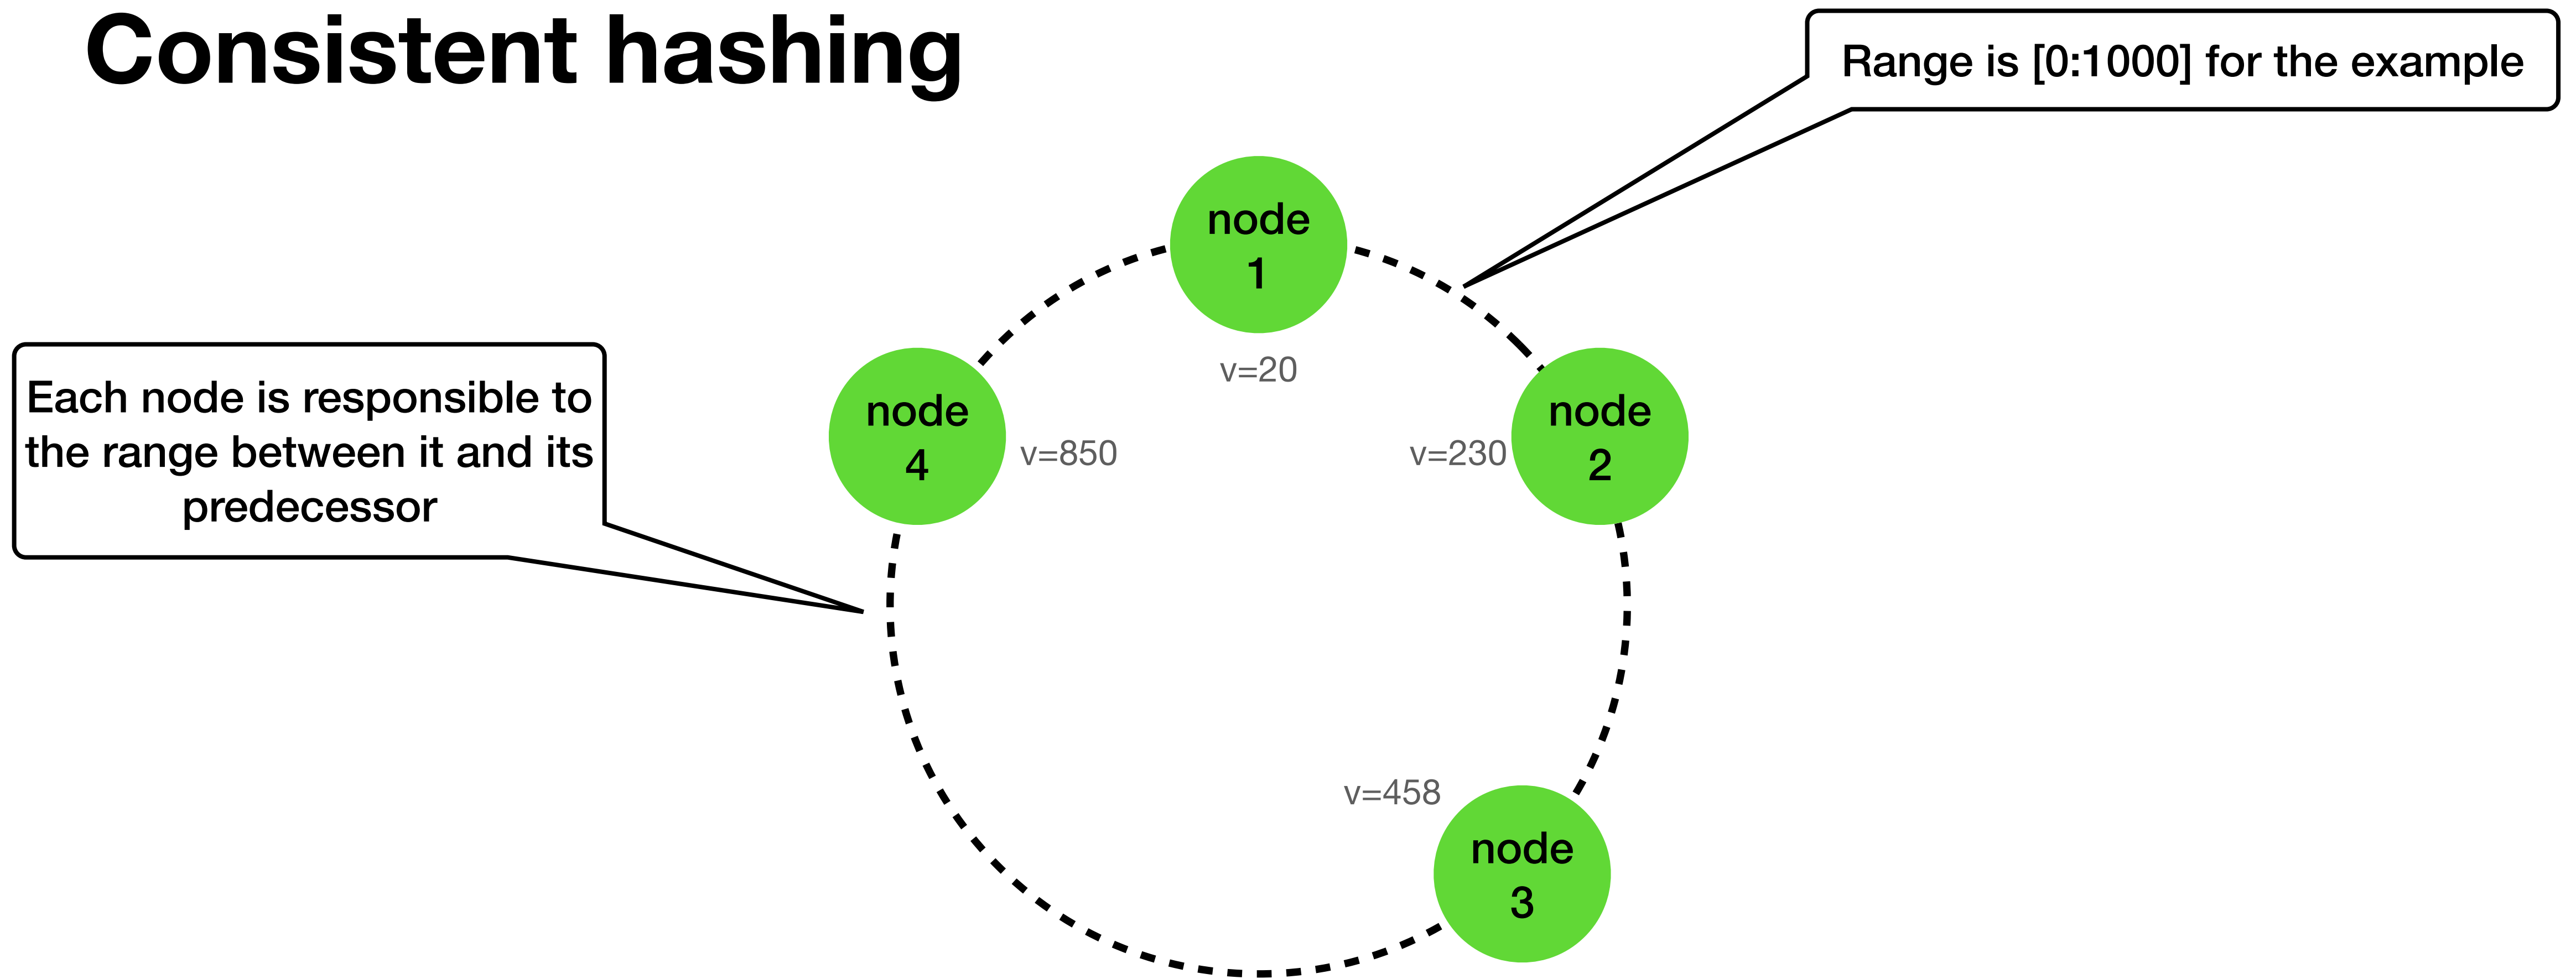 Consistent hashing
Range is [0:1000] for the example
node
1
v=20
Each node is responsible to
the range between it and its
predecessor
node
4
v=850
v=230
node
2
v=458
node
3